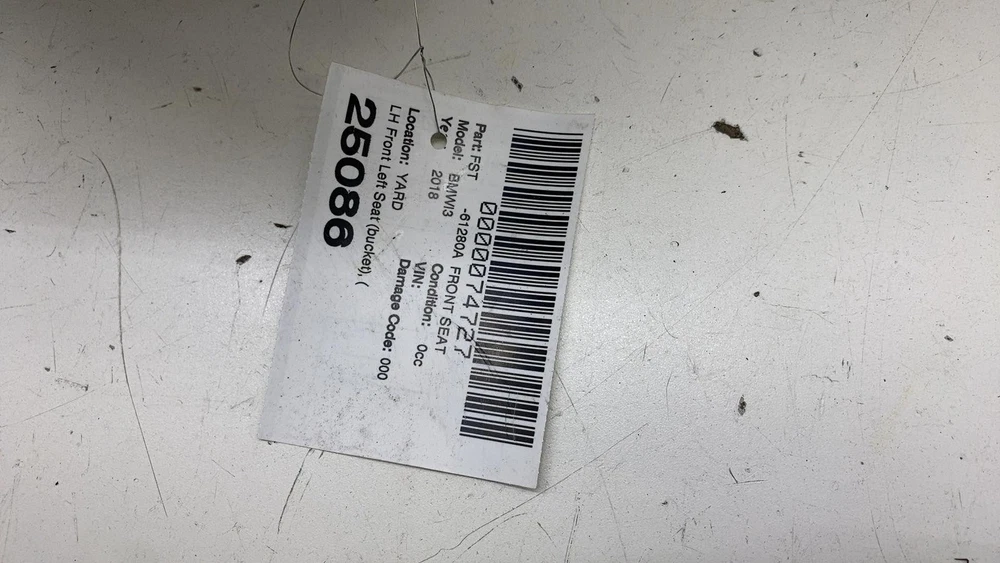 0000074727
Part: FST -61280A FRONT SEAT
Model: BMWI3 Condition: 0cc
Ye 2018 VIN:
Location: YARD Damage Code: 000
LH Front Left Seat (bucket), (
25086